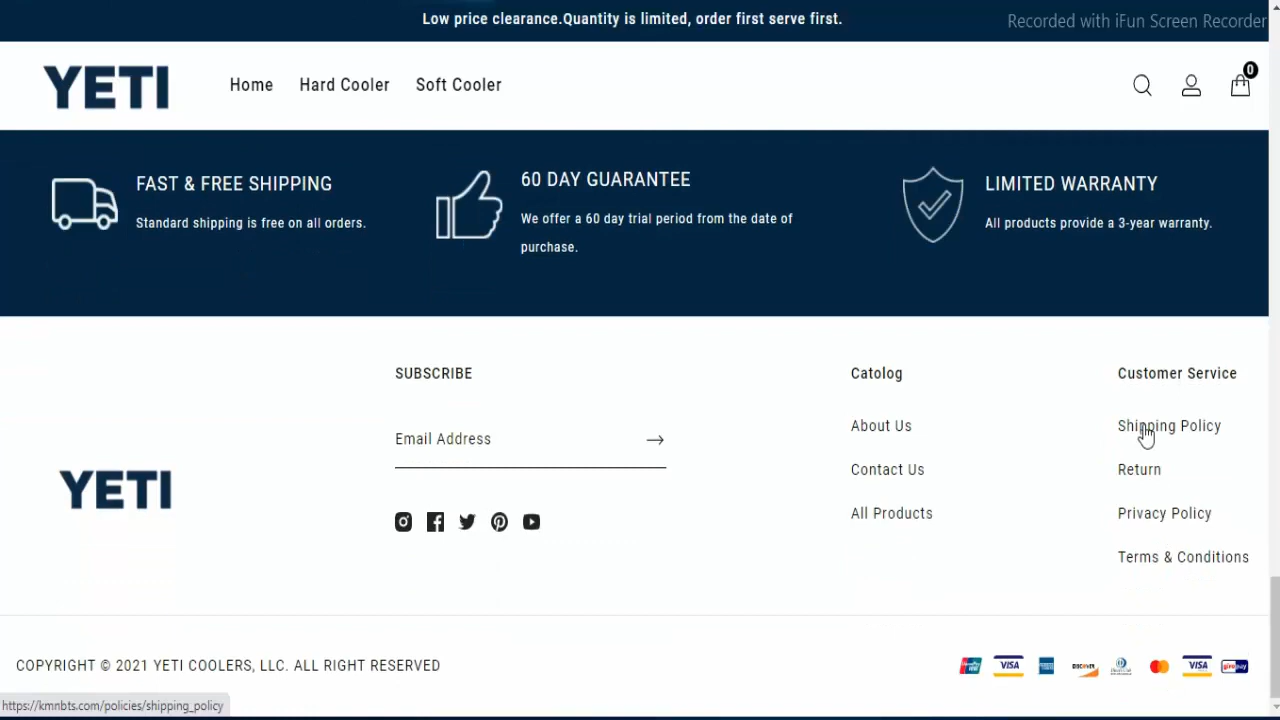 Low price clearance.Quantity is limited, order first serve first.
Recorded with iFun Screen Recorder
YETI
Home
Hard Cooler
Soft Cooler
0
FAST & FREE SHIPPING
Standard shipping is free on all orders.
60 DAY GUARANTEE
We offer a 60 day trial period from the date of
purchase.
LIMITED WARRANTY
All products provide a 3-year warranty.
YETI
SUBSCRIBE
Email Address
Catolog
About Us
Contact Us
All Products
Customer Service
Shipping Policy
Return
Privacy Policy
Terms & Conditions
COPYRIGHT © 2021 YETI COOLERS, LLC. ALL RIGHT RESERVED
VISA
DISCOVER
VISA
giropay
https://kmnbts.com/policies/shipping_policy